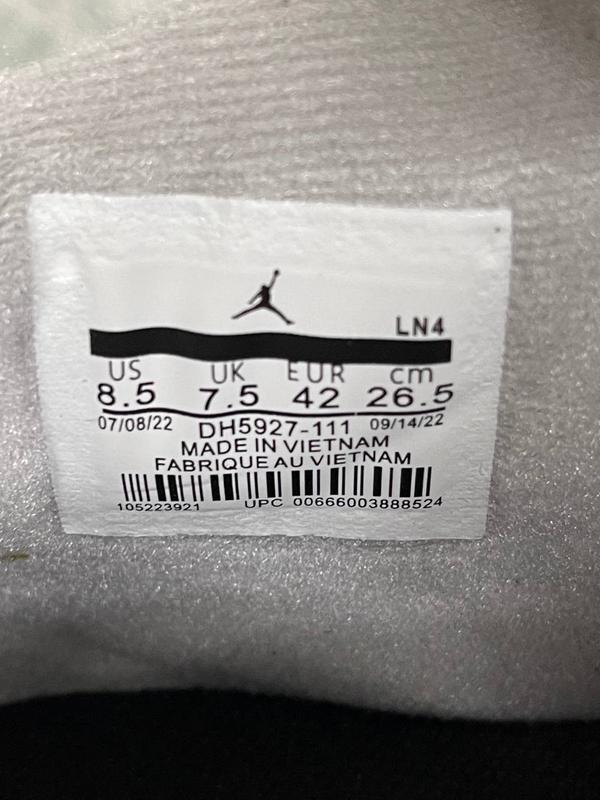 LN4
US UK EUR cm
8.5 7.5 42 26.5
07/08/22 DH5927-111 09/14/22
MADE IN VIETNAM
FABRIQUE AU VIETNAM
105223921 UPC 00666003888524